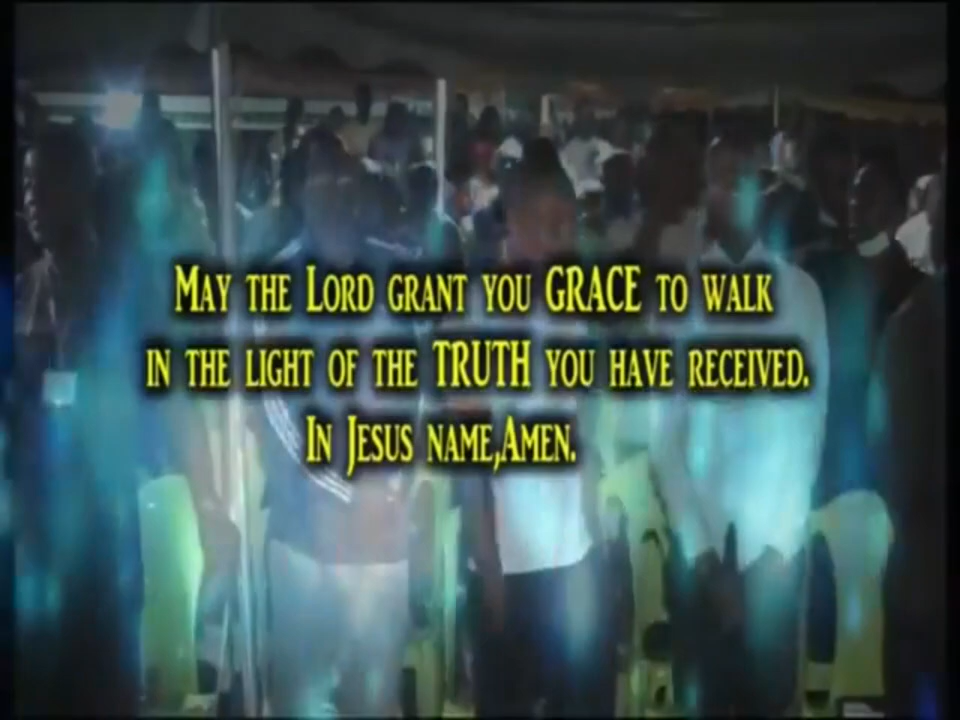 May the Lord grant you GRACE to walk
in the light of the TRUTH you have received.
In Jesus name,Amen.